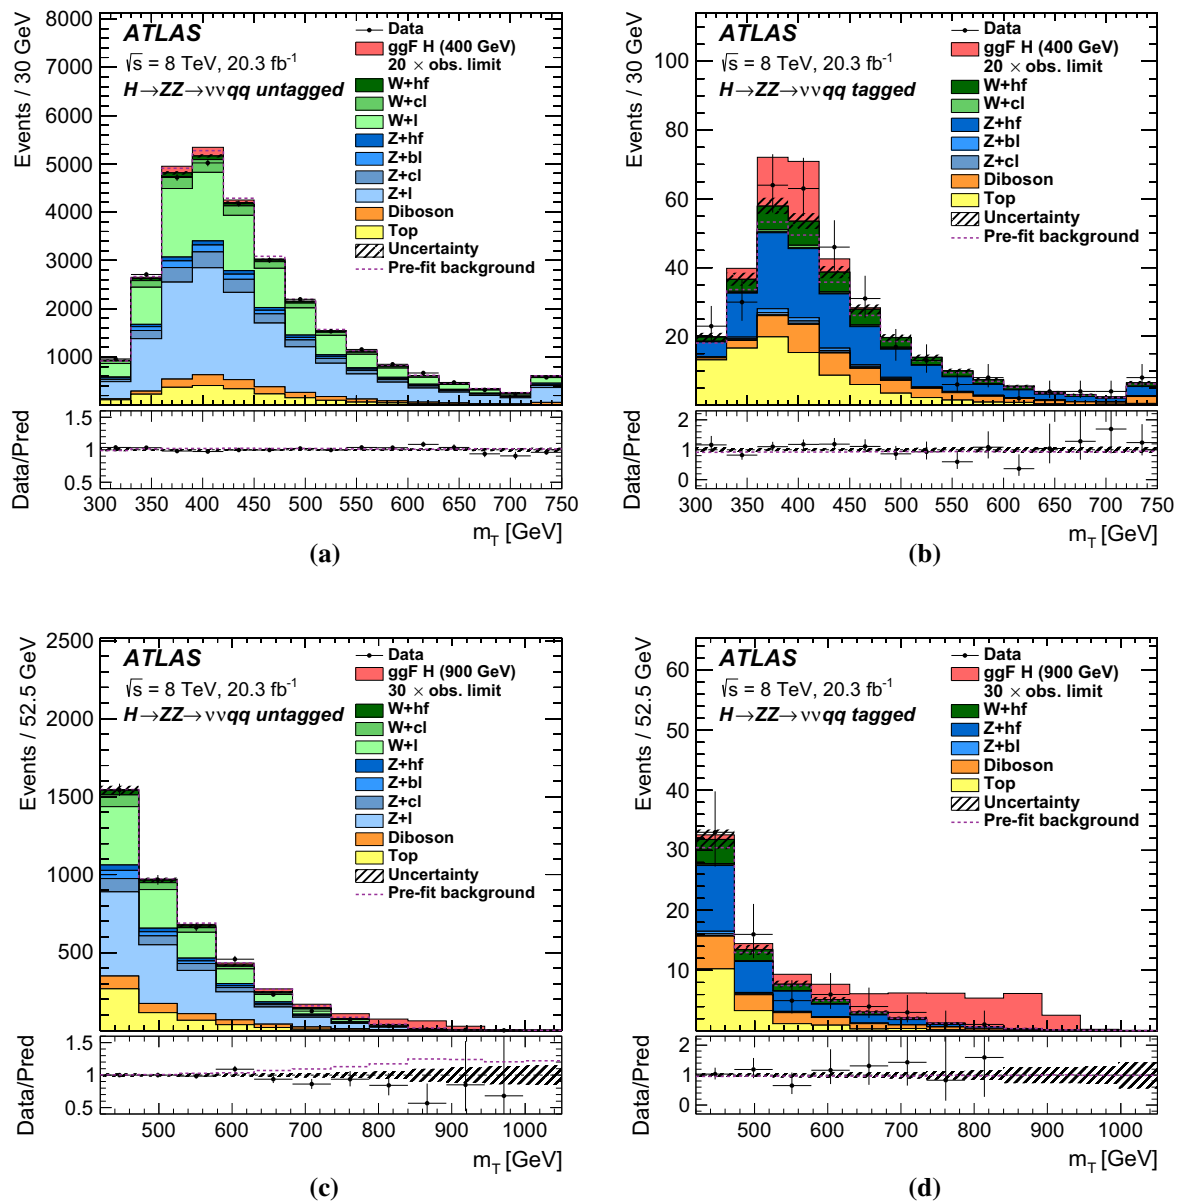 8000
7000
6000
5000
4000
3000
2000
1000
Events / 30 GeV
ATLAS
√s = 8 TeV, 20.3 fb⁻¹
H→ZZ→ννqq untagged
Data
ggF H (400 GeV)
20 × obs. limit
W+hf
W+cl
W+l
Z+hf
Z+bl
Z+cl
Z+l
Diboson
Top
Uncertainty
Pre-fit background
Data/Pred
1.5
1
0.5
300 350 400 450 500 550 600 650 700 750
m_T [GeV]
(a)
100
80
60
40
20
Events / 30 GeV
ATLAS
√s = 8 TeV, 20.3 fb⁻¹
H→ZZ→ννqq tagged
Data
ggF H (400 GeV)
20 × obs. limit
W+hf
W+cl
Z+hf
Z+bl
Z+cl
Diboson
Top
Uncertainty
Pre-fit background
Data/Pred
2
1
0
300 350 400 450 500 550 600 650 700 750
m_T [GeV]
(b)
2500
2000
1500
1000
500
Events / 52.5 GeV
ATLAS
√s = 8 TeV, 20.3 fb⁻¹
H→ZZ→ννqq untagged
Data
ggF H (900 GeV)
30 × obs. limit
W+hf
W+cl
W+l
Z+hf
Z+bl
Z+cl
Z+l
Diboson
Top
Uncertainty
Pre-fit background
Data/Pred
1.5
1
0.5
500 600 700 800 900 1000
m_T [GeV]
(c)
60
50
40
30
20
10
Events / 52.5 GeV
ATLAS
√s = 8 TeV, 20.3 fb⁻¹
H→ZZ→ννqq tagged
Data
ggF H (900 GeV)
30 × obs. limit
W+hf
Z+hf
Z+bl
Diboson
Top
Uncertainty
Pre-fit background
Data/Pred
2
1
0
500 600 700 800 900 1000
m_T [GeV]
(d)